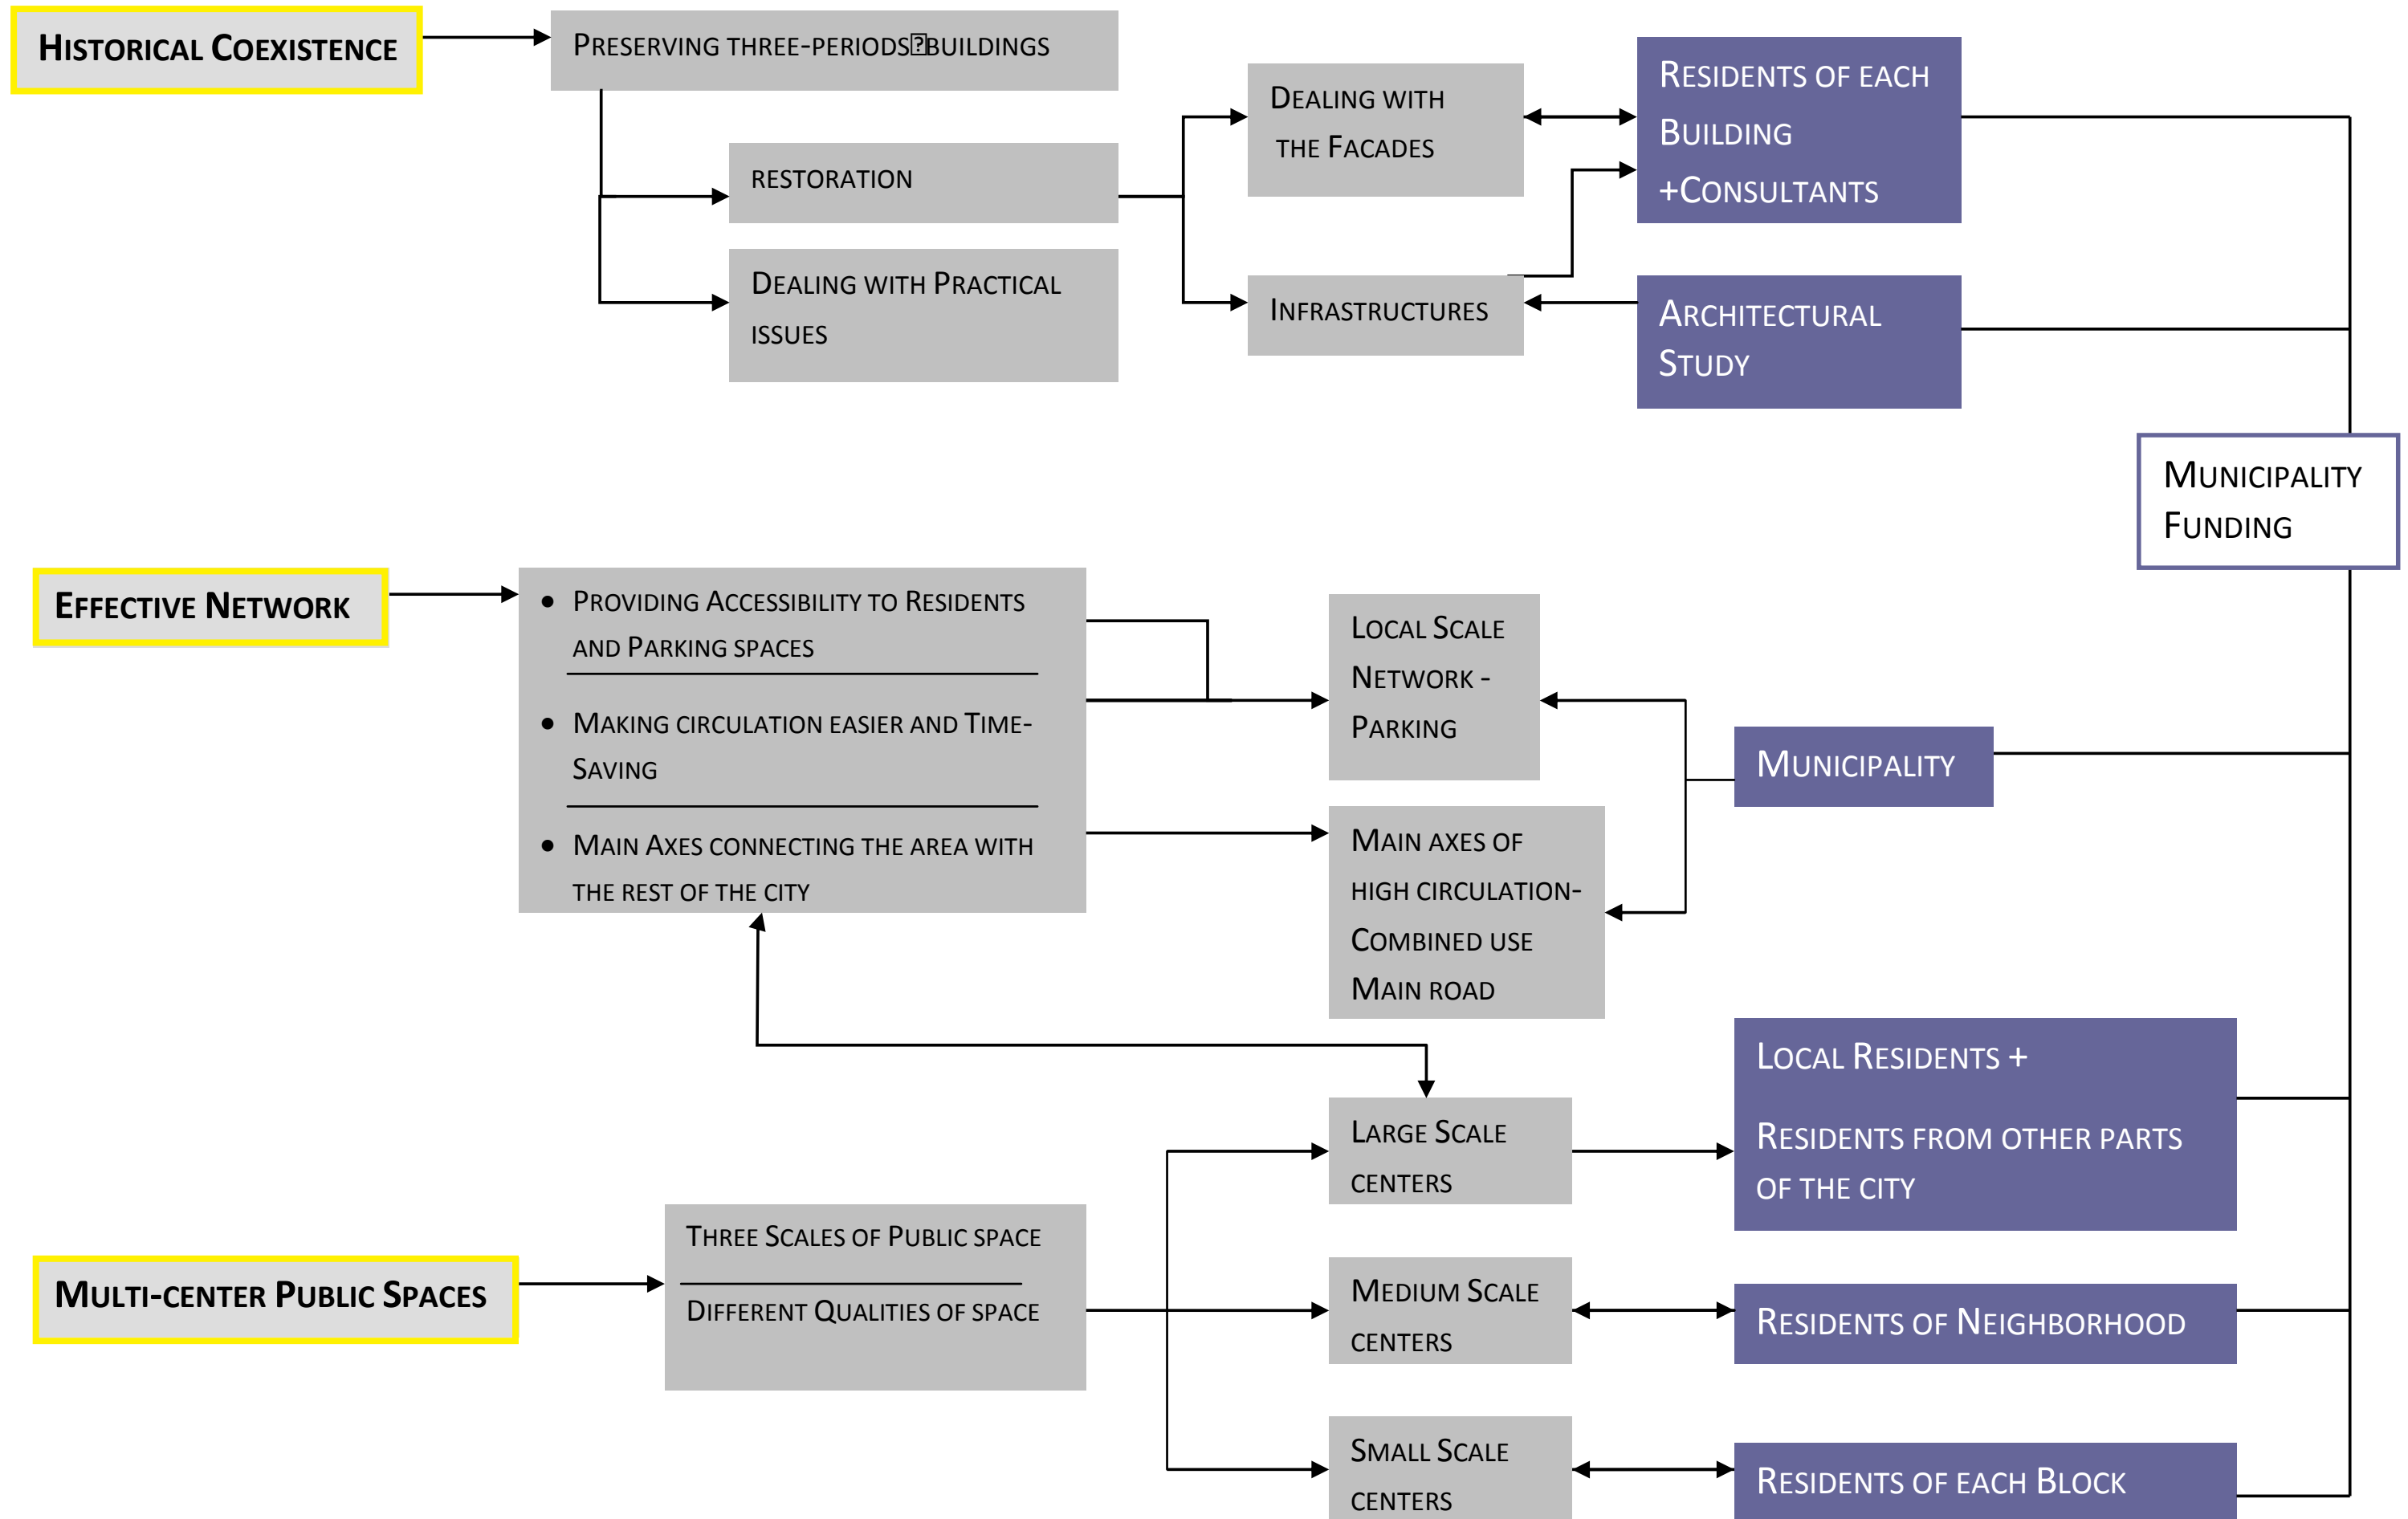 HISTORICAL COEXISTENCE
PRESERVING THREE-PERIODS BUILDINGS
RESTORATION
DEALING WITH PRACTICAL
ISSUES
DEALING WITH
THE FACADES
INFRASTRUCTURES
RESIDENTS OF EACH
BUILDING
+CONSULTANTS
ARCHITECTURAL
STUDY
MUNICIPALITY
FUNDING
EFFECTIVE NETWORK
• PROVIDING ACCESSIBILITY TO RESIDENTS
AND PARKING SPACES
• MAKING CIRCULATION EASIER AND TIME-
SAVING
• MAIN AXES CONNECTING THE AREA WITH
THE REST OF THE CITY
LOCAL SCALE
NETWORK -
PARKING
MAIN AXES OF
HIGH CIRCULATION-
COMBINED USE
MAIN ROAD
MUNICIPALITY
MULTI-CENTER PUBLIC SPACES
THREE SCALES OF PUBLIC SPACE
DIFFERENT QUALITIES OF SPACE
LARGE SCALE
CENTERS
LOCAL RESIDENTS +
RESIDENTS FROM OTHER PARTS
OF THE CITY
MEDIUM SCALE
CENTERS
RESIDENTS OF NEIGHBORHOOD
SMALL SCALE
CENTERS
RESIDENTS OF EACH BLOCK